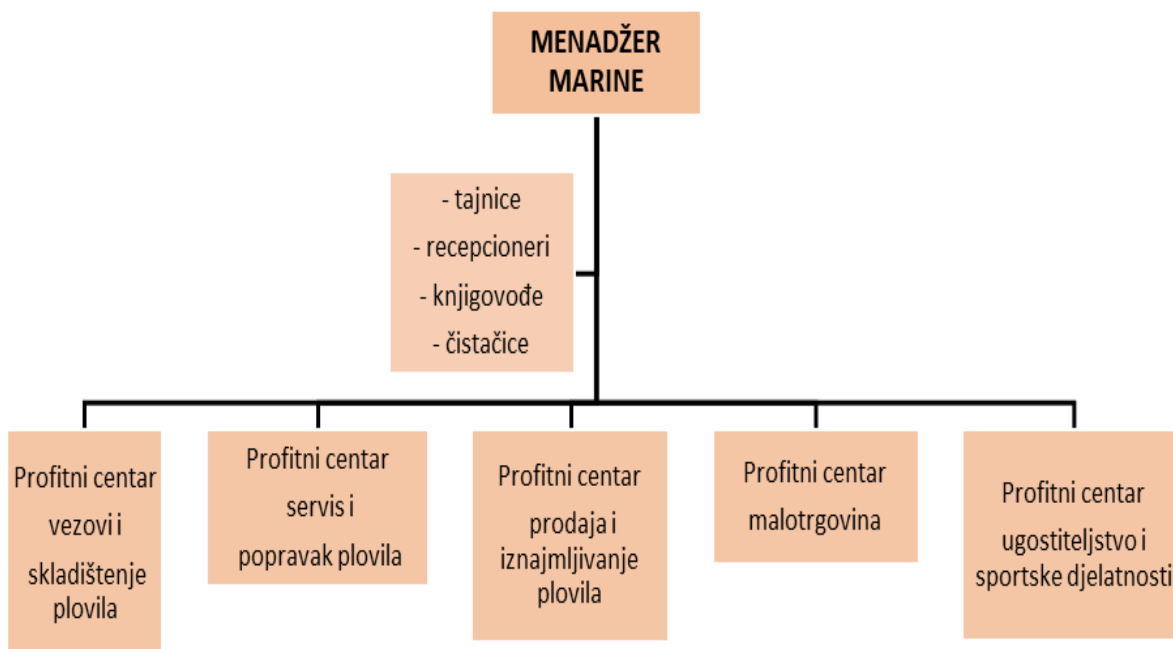 MENADŽER
MARINE
- tajnice
- recepcioneri
- knjigovođe
- čistačice
Profitni centar
vezovi i
skladištenje
plovila
Profitni centar
servis i
popravak plovila
Profitni centar
prodaja i
iznajmljivanje
plovila
Profitni centar
malotrgovina
Profitni centar
ugostiteljstvo i
sportske djelatnosti